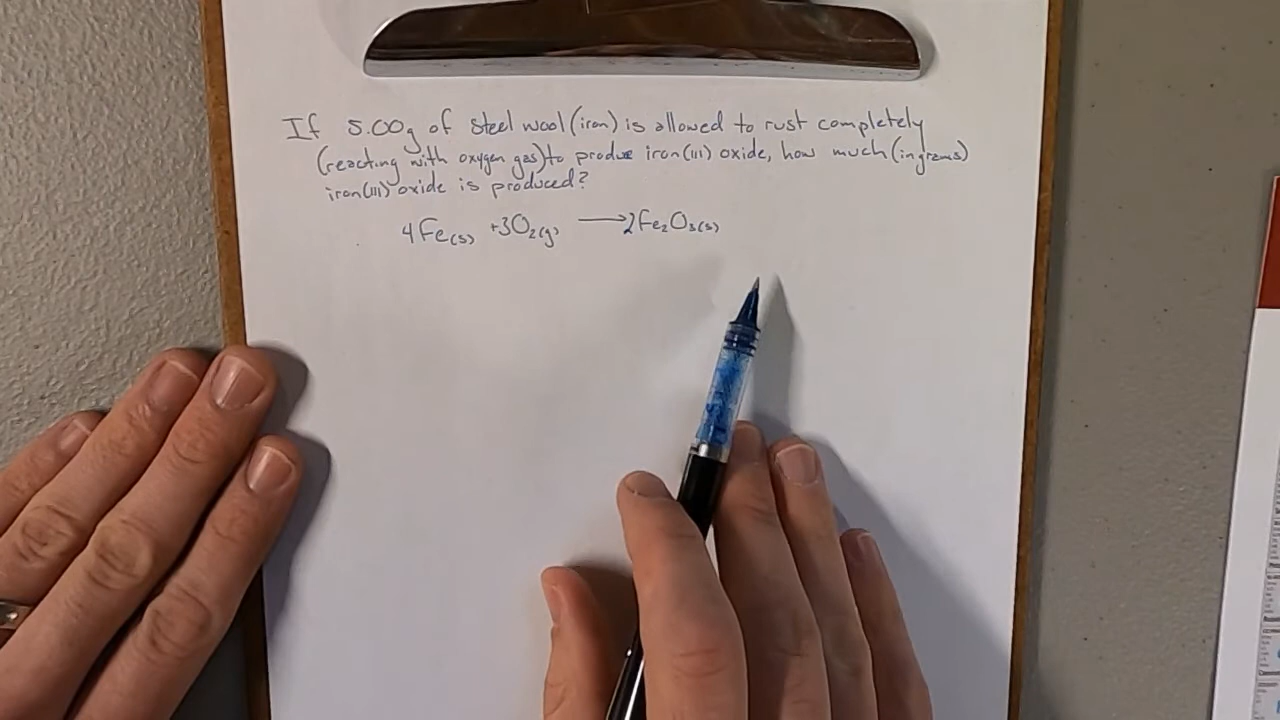 If 5.00g of steel wool (iron) is allowed to rust completely
(reacting with oxygen gas) to produe iron(III) oxide, how much (in grams)
iron(III) oxide is produced?
4Fe(s) + 3O₂(g) ⟶ 2Fe₂O₃(s)